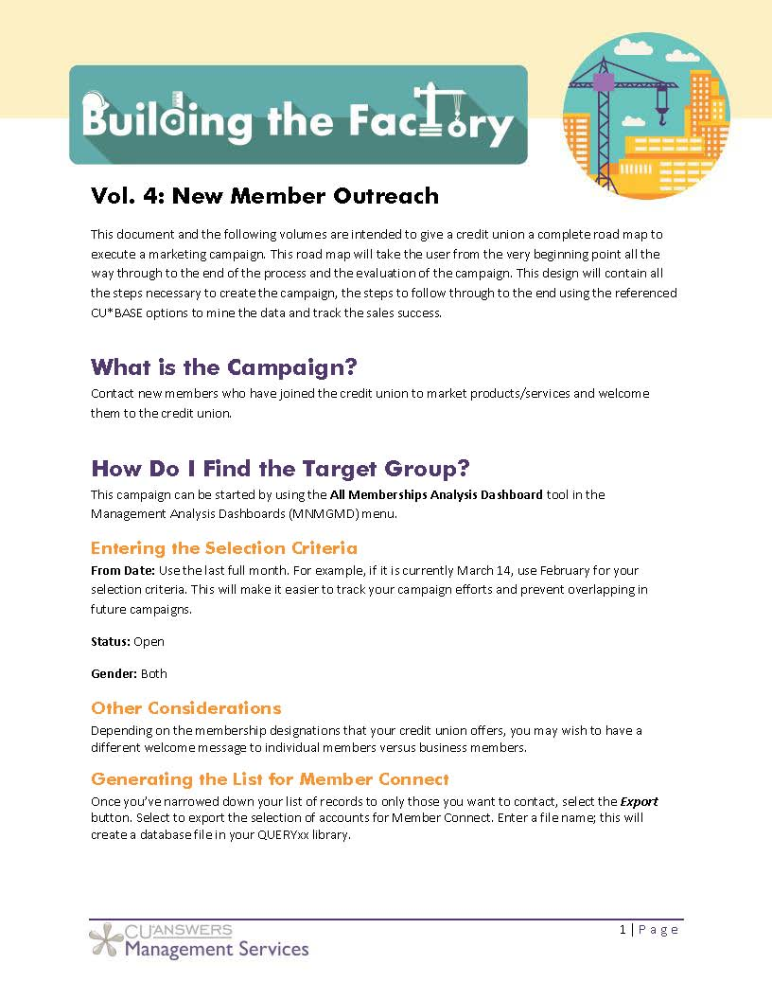 Building the Factory
Vol. 4: New Member Outreach
This document and the following volumes are intended to give a credit union a complete road map to
execute a marketing campaign. This road map will take the user from the very beginning point all the
way through to the end of the process and the evaluation of the campaign. This design will contain all
the steps necessary to create the campaign, the steps to follow through to the end using the referenced
CU*BASE options to mine the data and track the sales success.
What is the Campaign?
Contact new members who have joined the credit union to market products/services and welcome
them to the credit union.
How Do I Find the Target Group?
This campaign can be started by using the All Memberships Analysis Dashboard tool in the
Management Analysis Dashboards (MNMGMD) menu.
Entering the Selection Criteria
From Date: Use the last full month. For example, if it is currently March 14, use February for your
selection criteria. This will make it easier to track your campaign efforts and prevent overlapping in
future campaigns.
Status: Open
Gender: Both
Other Considerations
Depending on the membership designations that your credit union offers, you may wish to have a
different welcome message to individual members versus business members.
Generating the List for Member Connect
Once you've narrowed down your list of records to only those you want to contact, select the Export
button. Select to export the selection of accounts for Member Connect. Enter a file name; this will
create a database file in your QUERYxx library.
CU*ANSWERS
Management Services
1 | Page